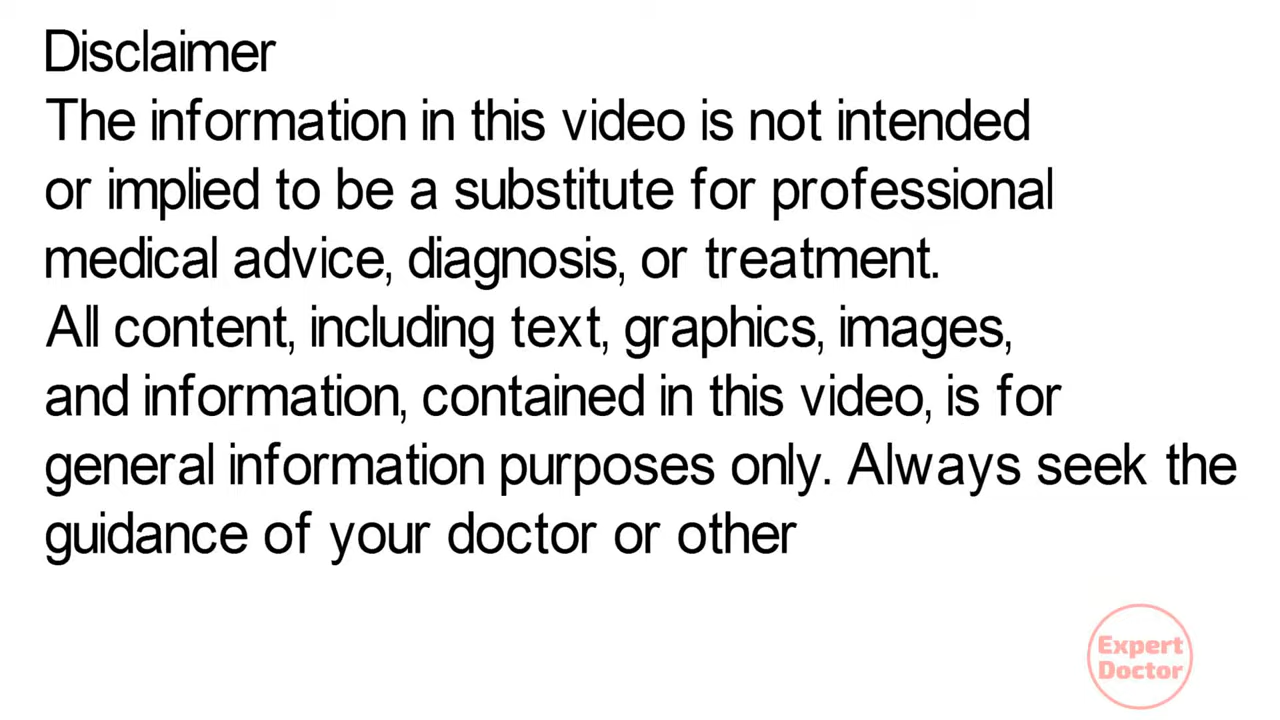 Disclaimer
The information in this video is not intended
or implied to be a substitute for professional
medical advice, diagnosis, or treatment.
All content, including text, graphics, images,
and information, contained in this video, is for
general information purposes only. Always seek the
guidance of your doctor or other
Expert
Doctor